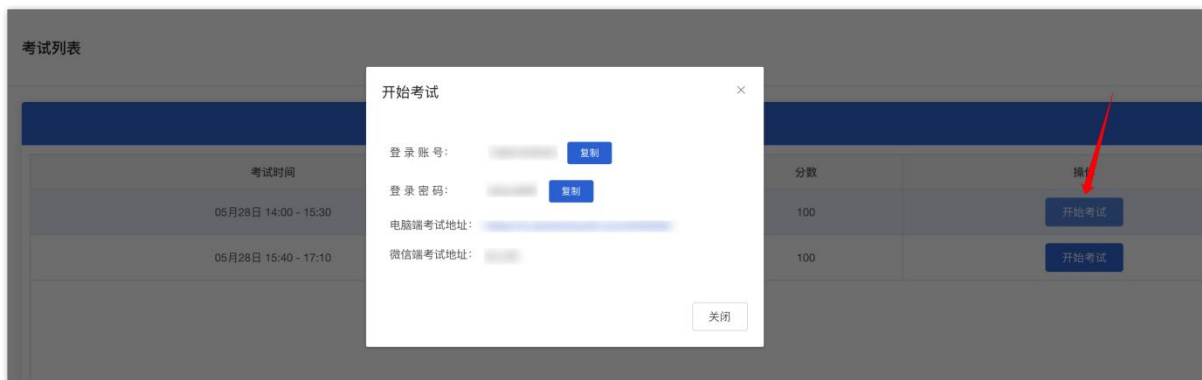 考试列表
开始考试
登录账号： 复制
登录密码： 复制
电脑端考试地址：
微信端考试地址：
关闭
考试时间 分数 操作
05月28日 14:00 - 15:30 100 开始考试
05月28日 15:40 - 17:10 100 开始考试